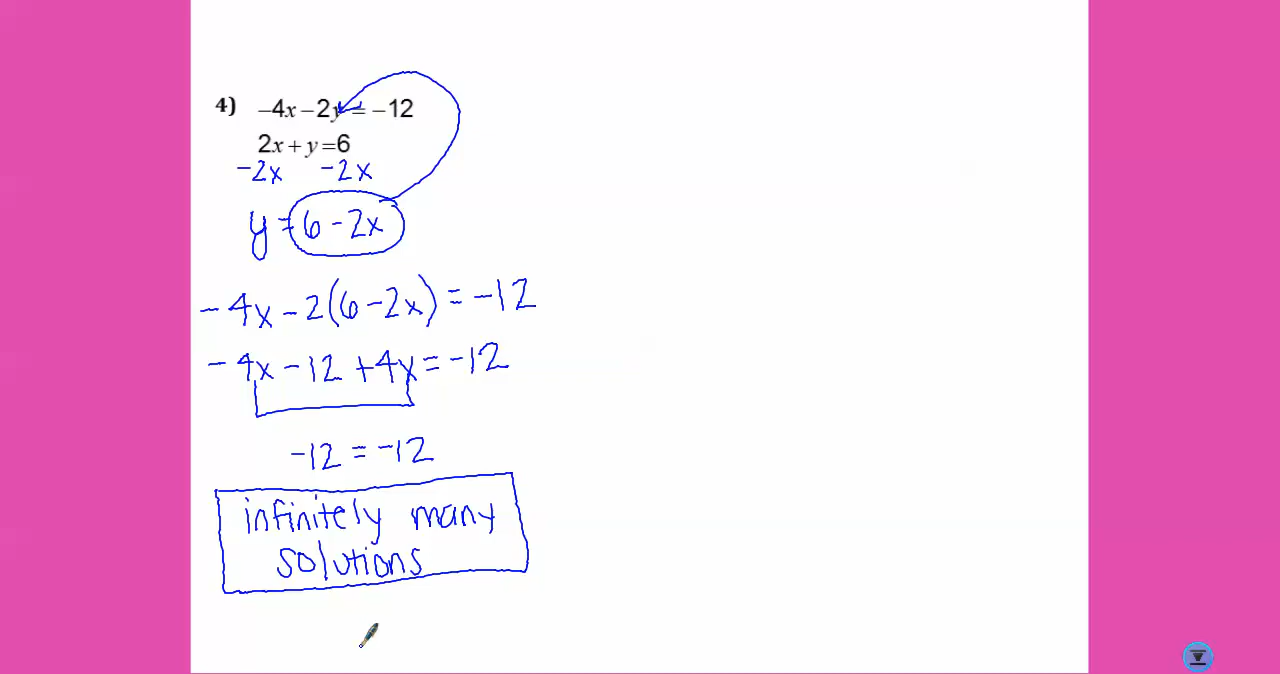 4) −4x − 2y = −12
2x + y = 6
-2x -2x
y = 6 - 2x
-4x - 2(6 - 2x) = -12
-4x - 12 + 4x = -12
-12 = -12
infinitely many
solutions